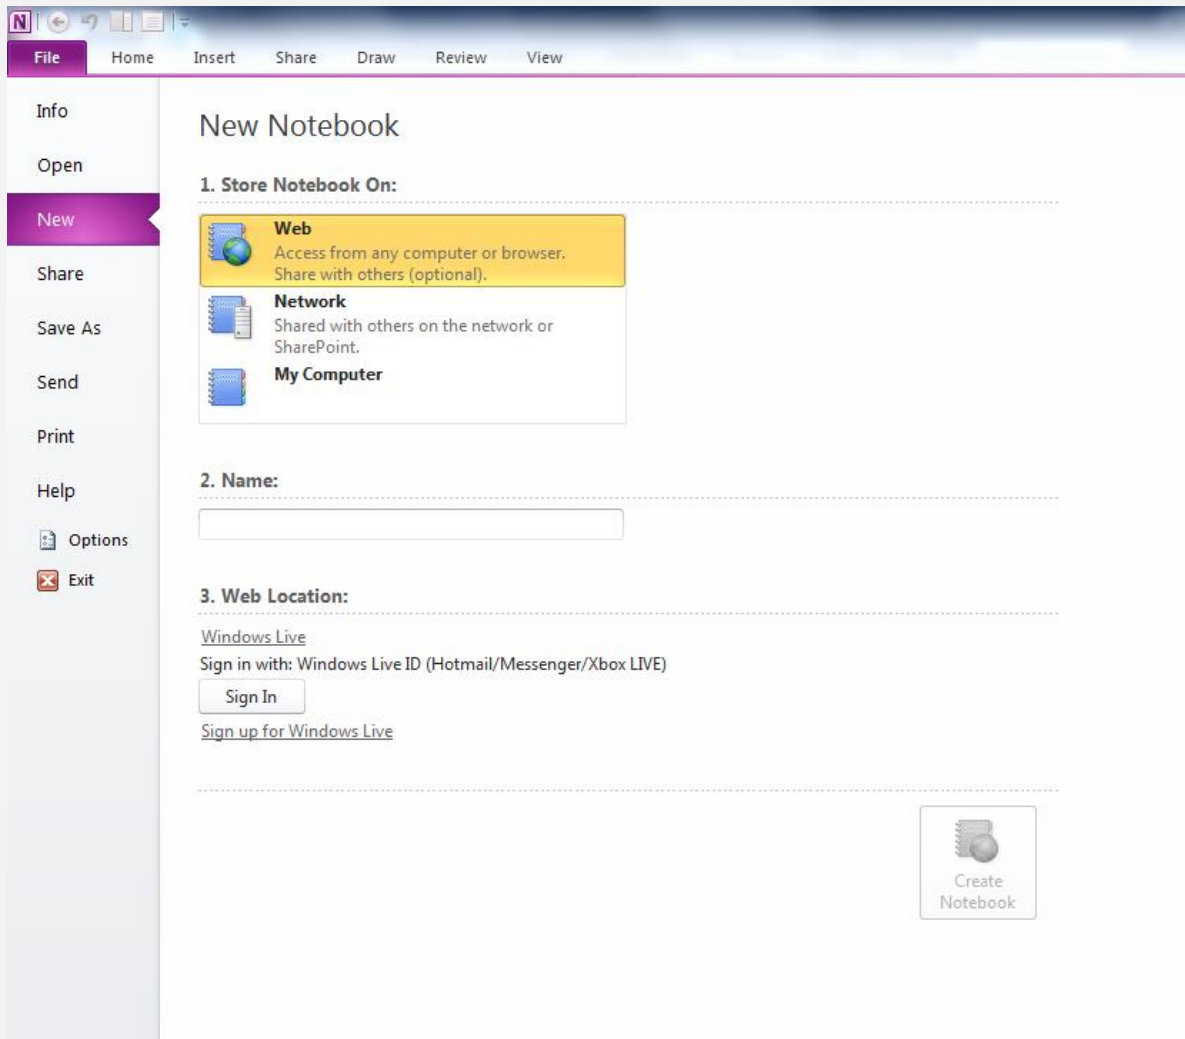 N
File Home Insert Share Draw Review View
Info
Open
New
Share
Save As
Send
Print
Help
Options
Exit
New Notebook
1. Store Notebook On:
Web
Access from any computer or browser.
Share with others (optional).
Network
Shared with others on the network or
SharePoint.
My Computer
2. Name:
3. Web Location:
Windows Live
Sign in with: Windows Live ID (Hotmail/Messenger/Xbox LIVE)
Sign In
Sign up for Windows Live
Create
Notebook